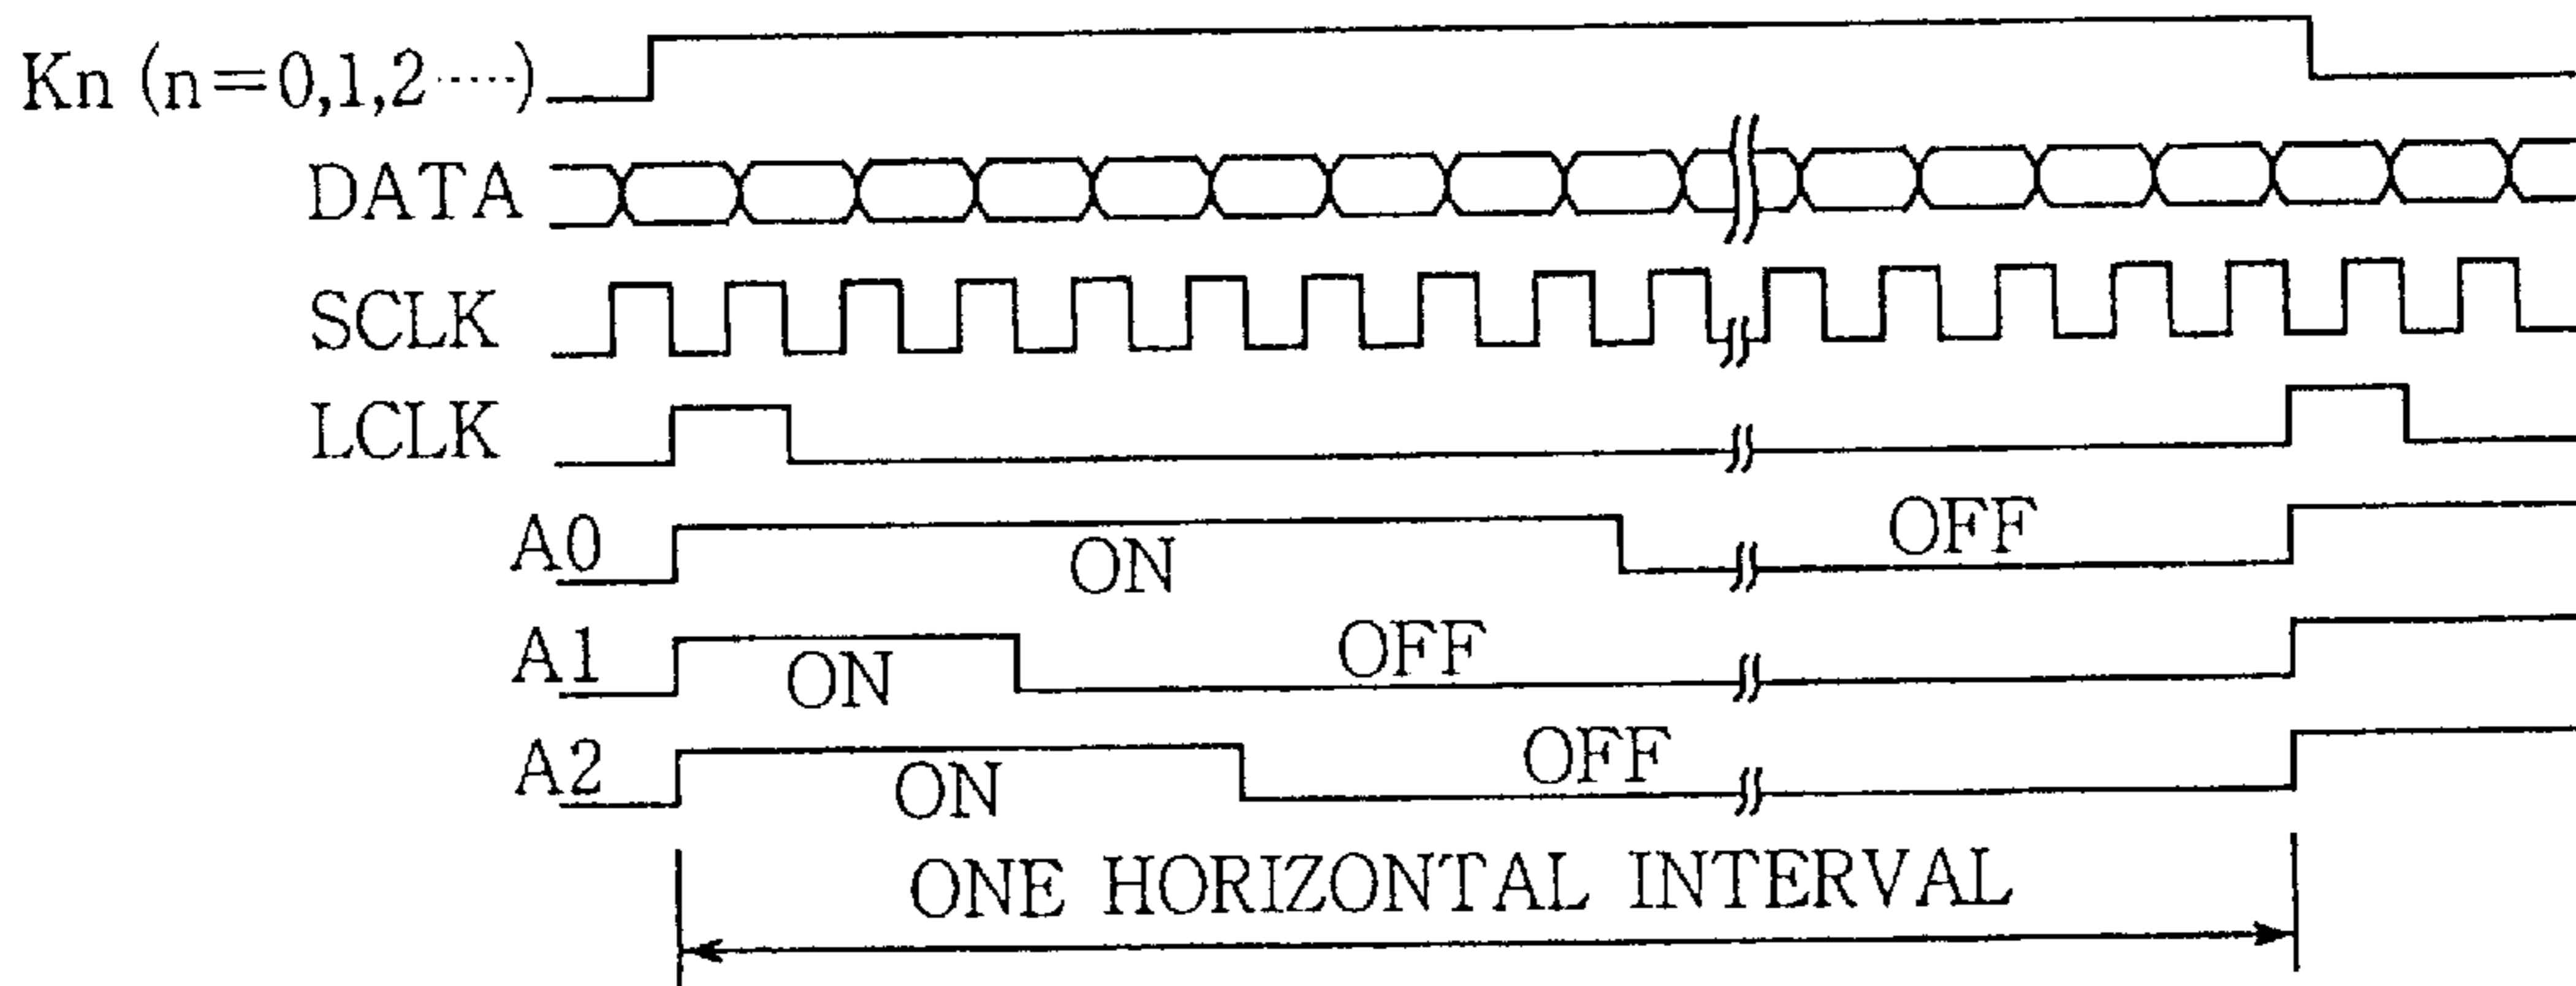 Kn (n=0,1,2·····)
DATA
SCLK
LCLK
A0 ON OFF
A1 ON OFF
A2 ON OFF
ONE HORIZONTAL INTERVAL